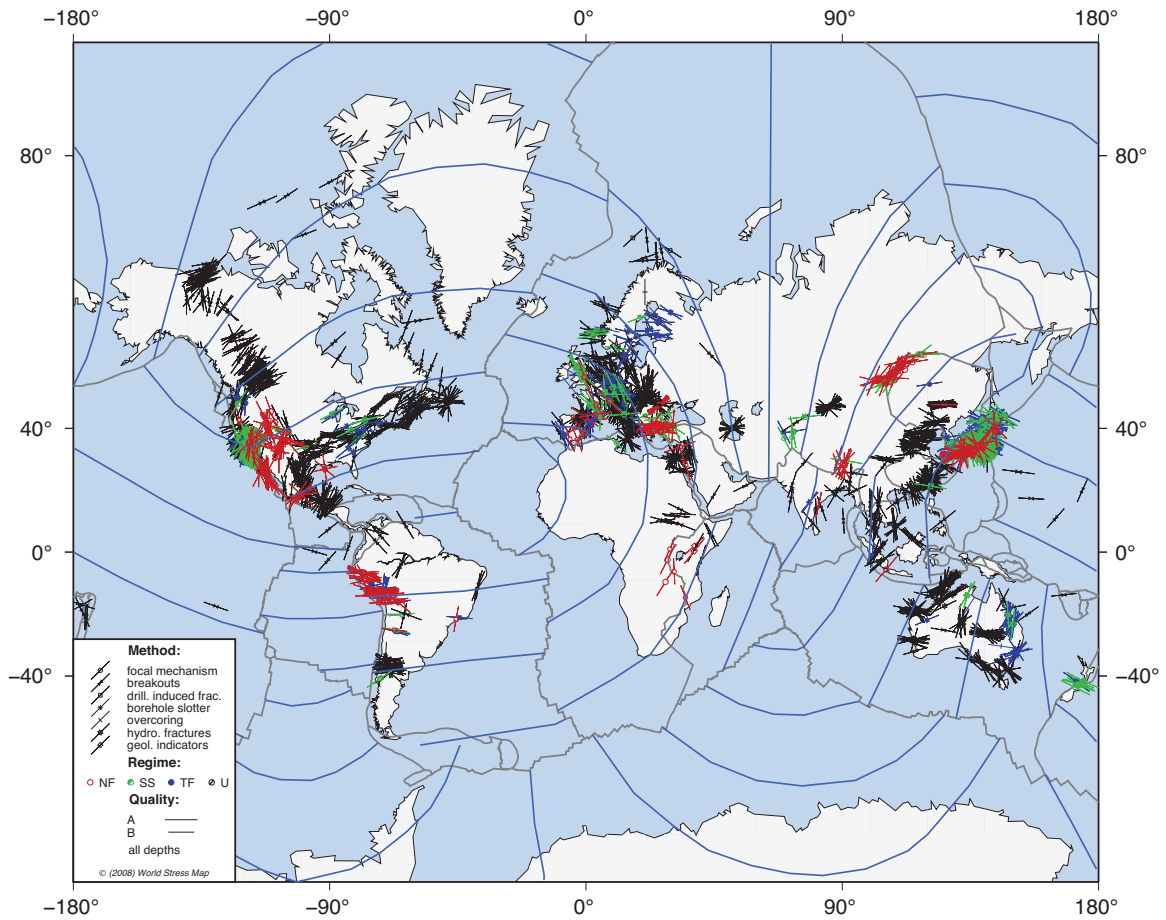 −180° −90° 0° 90° 180°
80° 80°
40° 40°
0° 0°
−40° −40°
Method:
focal mechanism
breakouts
drill. induced frac.
borehole slotter
overcoring
hydro. fractures
geol. indicators
Regime:
NF SS TF U
Quality:
A
B
all depths
© (2008) World Stress Map
−180° −90° 0° 90° 180°